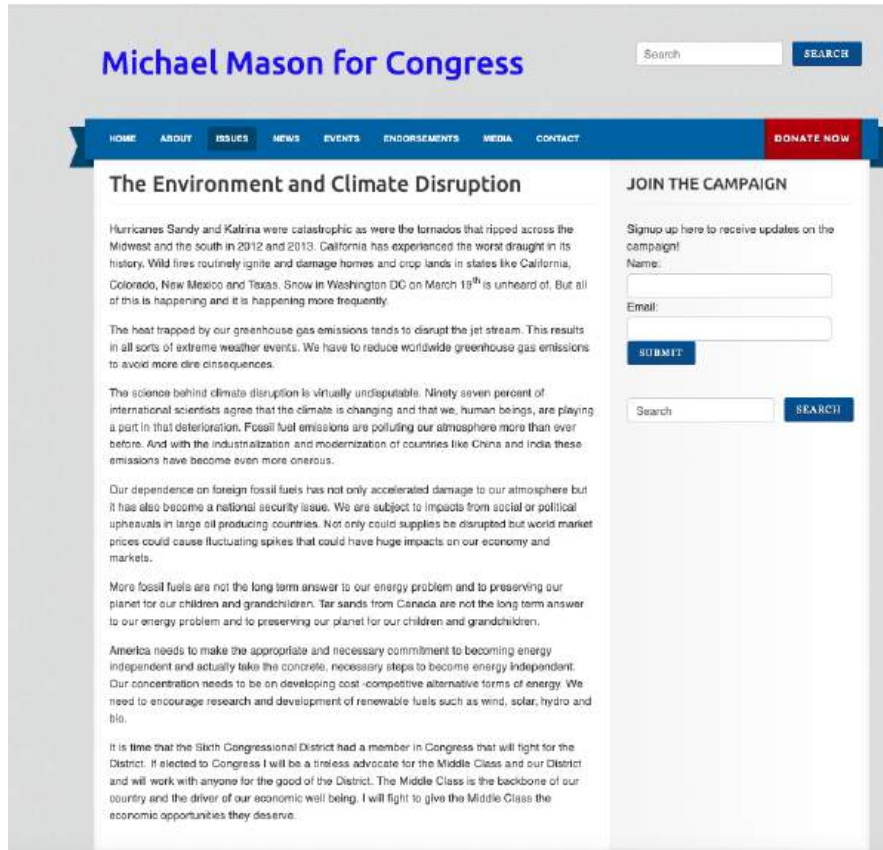 Michael Mason for Congress
Search
SEARCH
HOME ABOUT ISSUES NEWS EVENTS ENDORSEMENTS MEDIA CONTACT
DONATE NOW
The Environment and Climate Disruption
Hurricanes Sandy and Katrina were catastrophic as were the tornados that ripped across the
Midwest and the south in 2012 and 2013. California has experienced the worst draught in its
history. Wild fires routinely ignite and damage homes and crop lands in states like California,
Colorado, New Mexico and Texas. Snow in Washington DC on March 18th is unheard of. But all
of this is happening and it is happening more frequently.
The heat trapped by our greenhouse gas emissions tends to disrupt the jet stream. This results
in all sorts of extreme weather events. We have to reduce worldwide greenhouse gas emissions
to avoid more dire cinsequences.
The science behind climate disruption is virtually undisputable. Ninety seven percent of
international scientists agree that the climate is changing and that we, human beings, are playing
a part in that deterioration. Fossil fuel emissions are polluting our atmosphere more than ever
before. And with the industrialization and modernization of countries like China and India these
emissions have become even more onerous.
Our dependence on foreign fossil fuels has not only accelerated damage to our atmosphere but
it has also become a national security issue. We are subject to impacts from social or political
upheavals in large oil producing countries. Not only could supplies be disrupted but world market
prices could cause fluctuating spikes that could have huge impacts on our economy and
markets.
More fossil fuels are not the long term answer to our energy problem and to preserving our
planet for our children and grandchildren. Tar sands from Canada are not the long term answer
to our energy problem and to preserving our planet for our children and grandchildren.
America needs to make the appropriate and necessary commitment to becoming energy
independent and actually take the concrete, necessary steps to become energy independent.
Our concentration needs to be on developing cost -competitive alternative forms of energy. We
need to encourage research and development of renewable fuels such as wind, solar, hydro and
bio.
It is time that the Sixth Congressional District had a member in Congress that will fight for the
District. If elected to Congress I will be a tireless advocate for the Middle Class and our District
and will work with anyone for the good of the District. The Middle Class is the backbone of our
country and the driver of our economic well being. I will fight to give the Middle Class the
economic opportunities they deserve.
JOIN THE CAMPAIGN
Signup up here to receive updates on the
campaign!
Name:
Email:
SUBMIT
Search
SEARCH